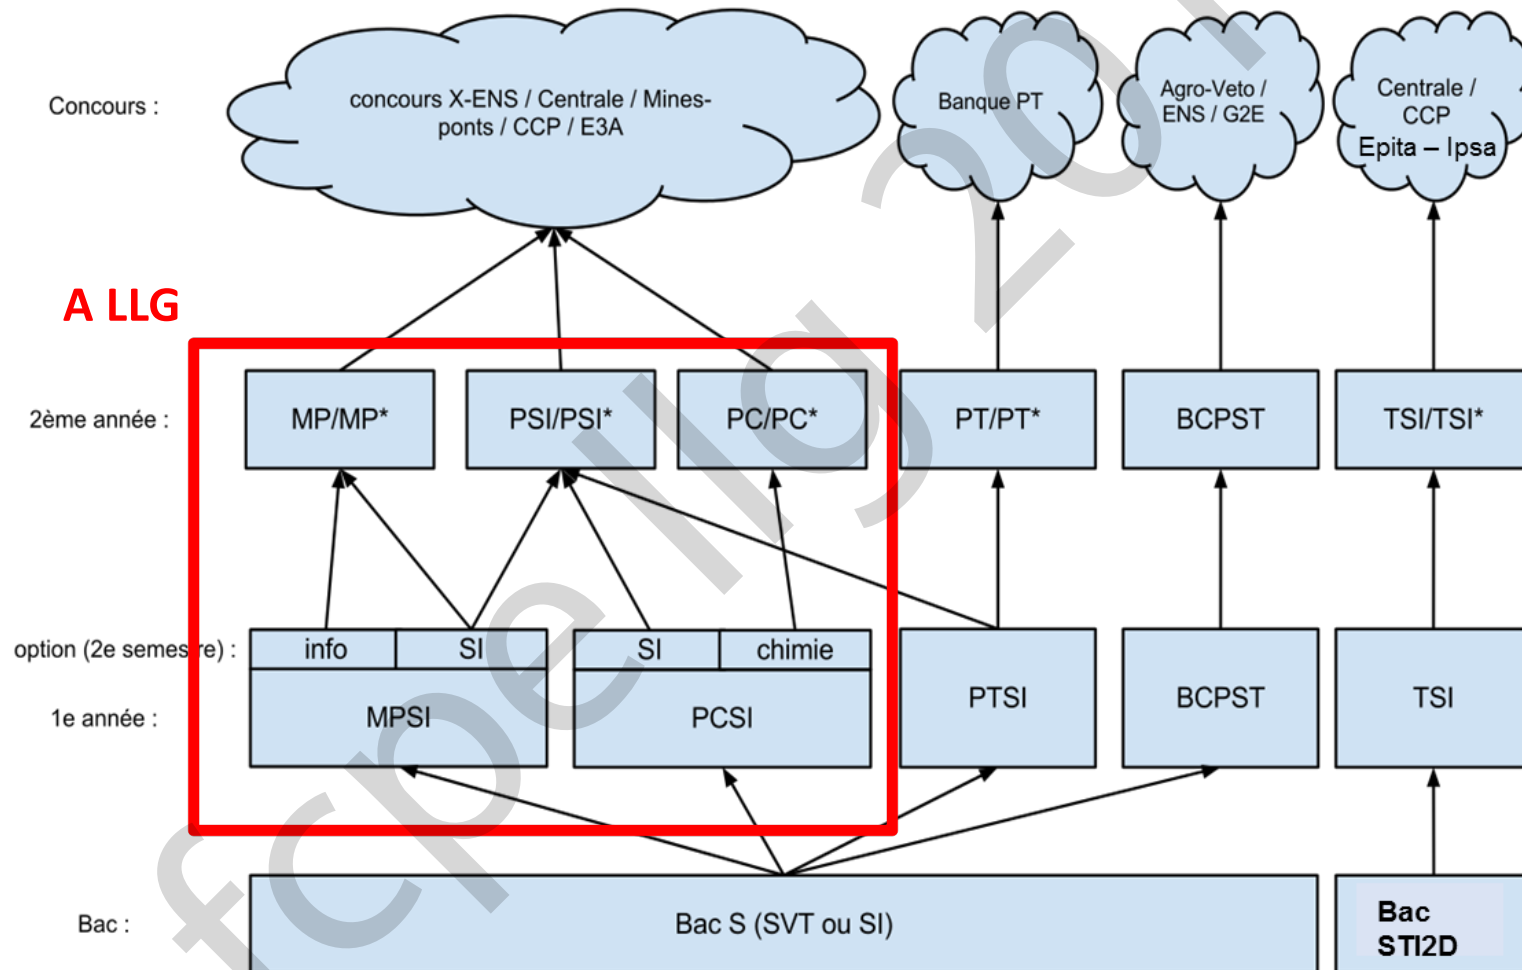 Concours :
concours X-ENS / Centrale / Mines-
ponts / CCP / E3A
Banque PT
Agro-Veto /
ENS / G2E
Centrale /
CCP
Epita – Ipsa
A LLG
2ème année :
MP/MP*
PSI/PSI*
PC/PC*
PT/PT*
BCPST
TSI/TSI*
option (2e semestre) :
info
SI
SI
chimie
1e année :
MPSI
PCSI
PTSI
BCPST
TSI
Bac :
Bac S (SVT ou SI)
Bac
STI2D
fcpe llg